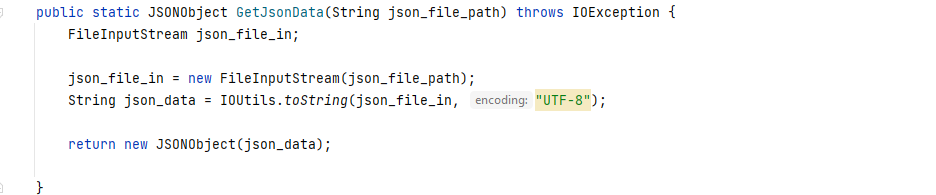 public static JSONObject GetJsonData(String json_file_path) throws IOException {
FileInputStream json_file_in;
json_file_in = new FileInputStream(json_file_path);
String json_data = IOUtils.toString(json_file_in, encoding: "UTF-8");
return new JSONObject(json_data);
}